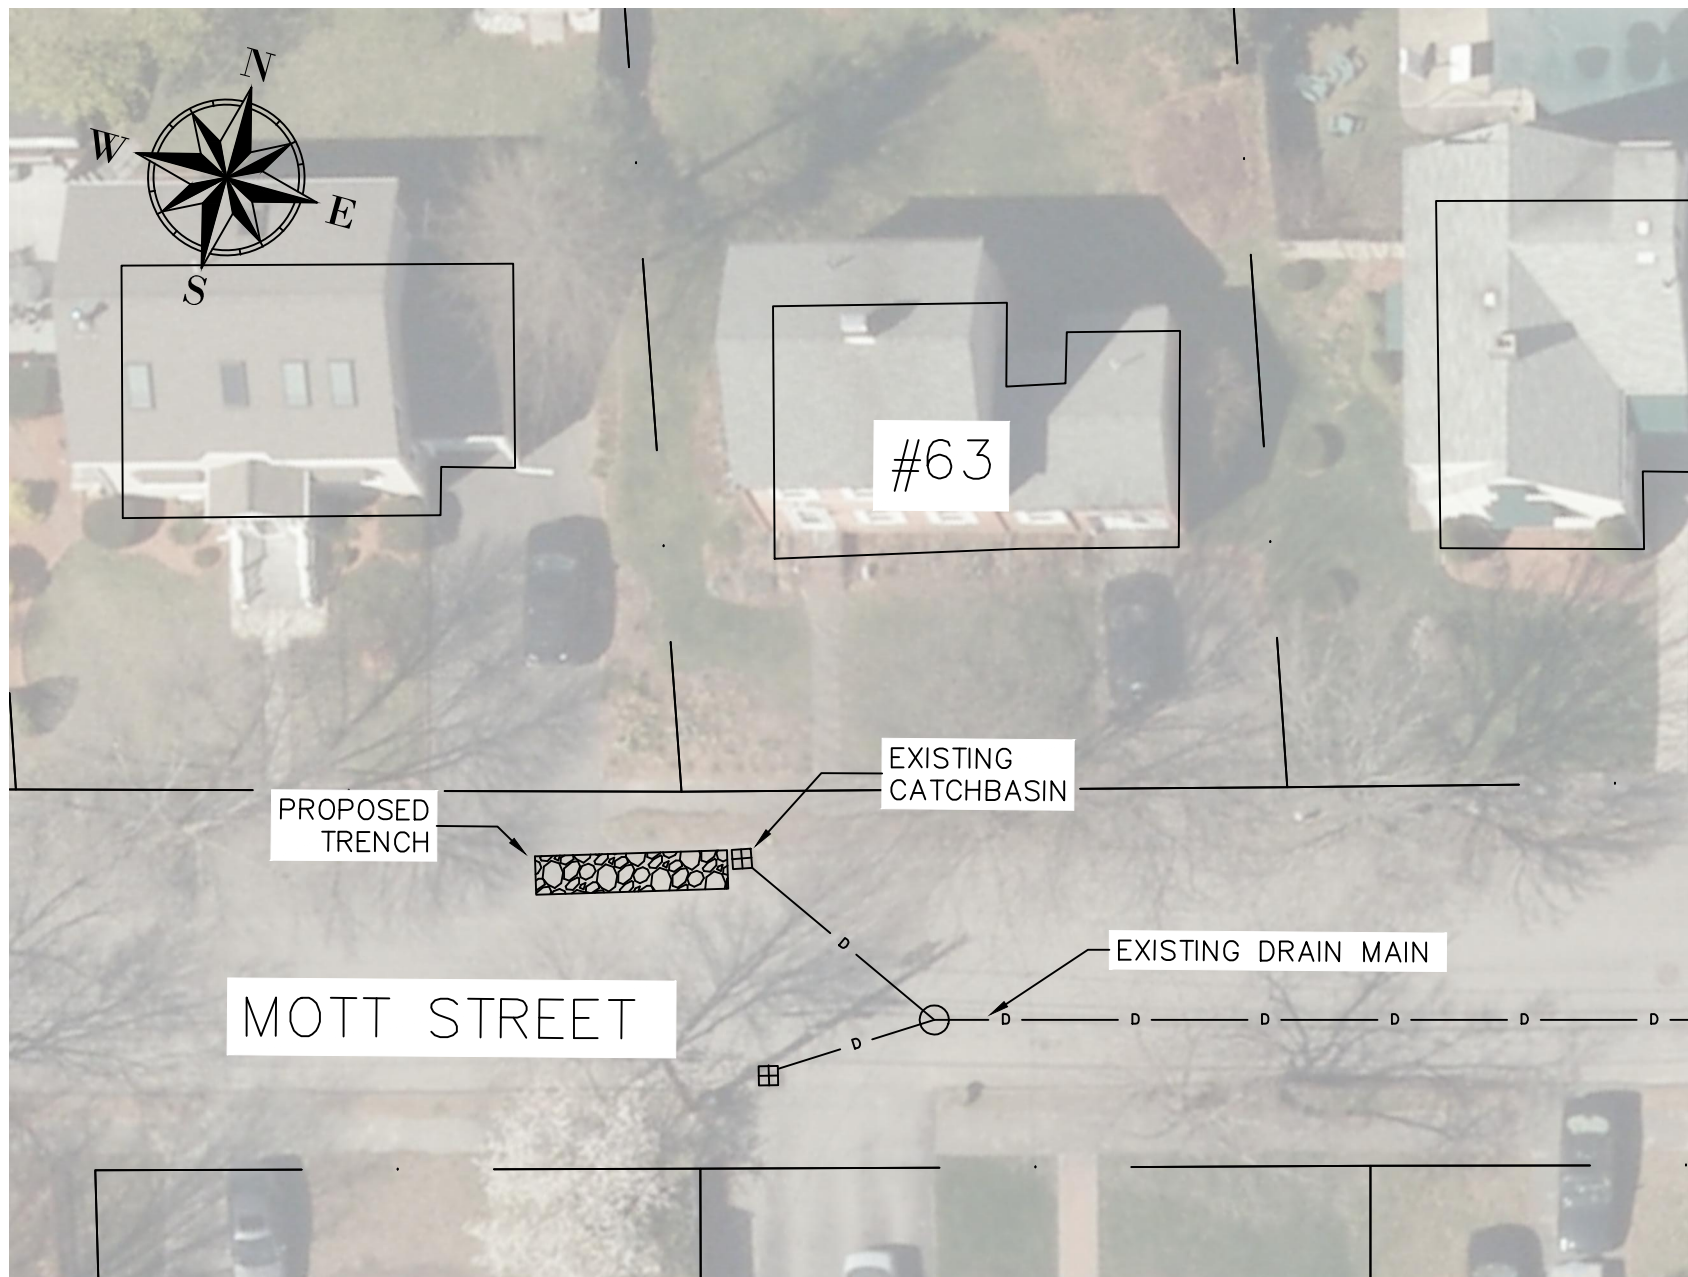 N
W
E
S
#63
EXISTING
CATCHBASIN
PROPOSED
TRENCH
D
EXISTING DRAIN MAIN
MOTT STREET
D D D D D D
D